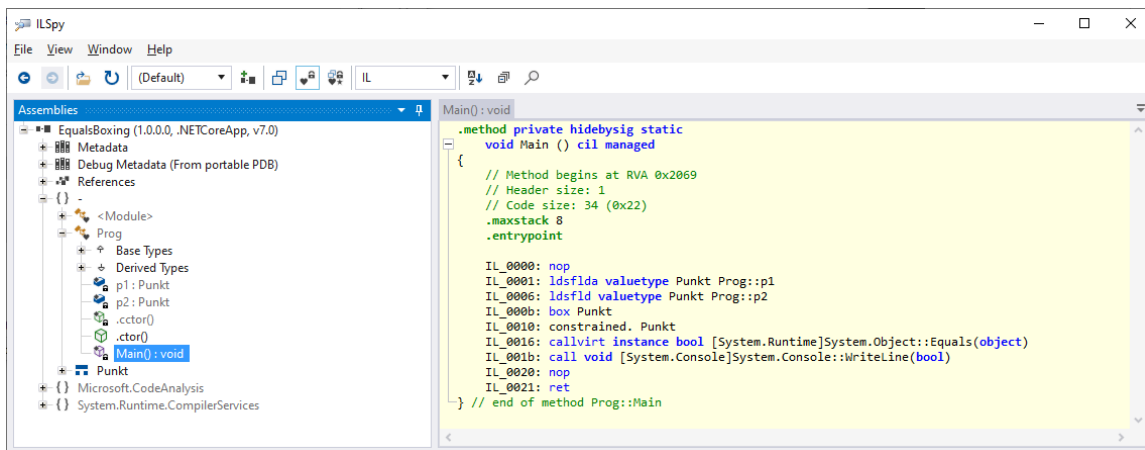 ILSpy
File View Window Help
(Default) IL
Assemblies
EqualsBoxing (1.0.0.0, .NETCoreApp, v7.0)
Metadata
Debug Metadata (From portable PDB)
References
{ } -
<Module>
Prog
Base Types
Derived Types
p1 : Punkt
p2 : Punkt
.cctor()
.ctor()
Main() : void
Punkt
{ } Microsoft.CodeAnalysis
{ } System.Runtime.CompilerServices
Main() : void
.method private hidebysig static
void Main () cil managed
{
// Method begins at RVA 0x2069
// Header size: 1
// Code size: 34 (0x22)
.maxstack 8
.entrypoint
IL_0000: nop
IL_0001: ldsflda valuetype Punkt Prog::p1
IL_0006: ldsfld valuetype Punkt Prog::p2
IL_000b: box Punkt
IL_0010: constrained. Punkt
IL_0016: callvirt instance bool [System.Runtime]System.Object::Equals(object)
IL_001b: call void [System.Console]System.Console::WriteLine(bool)
IL_0020: nop
IL_0021: ret
} // end of method Prog::Main